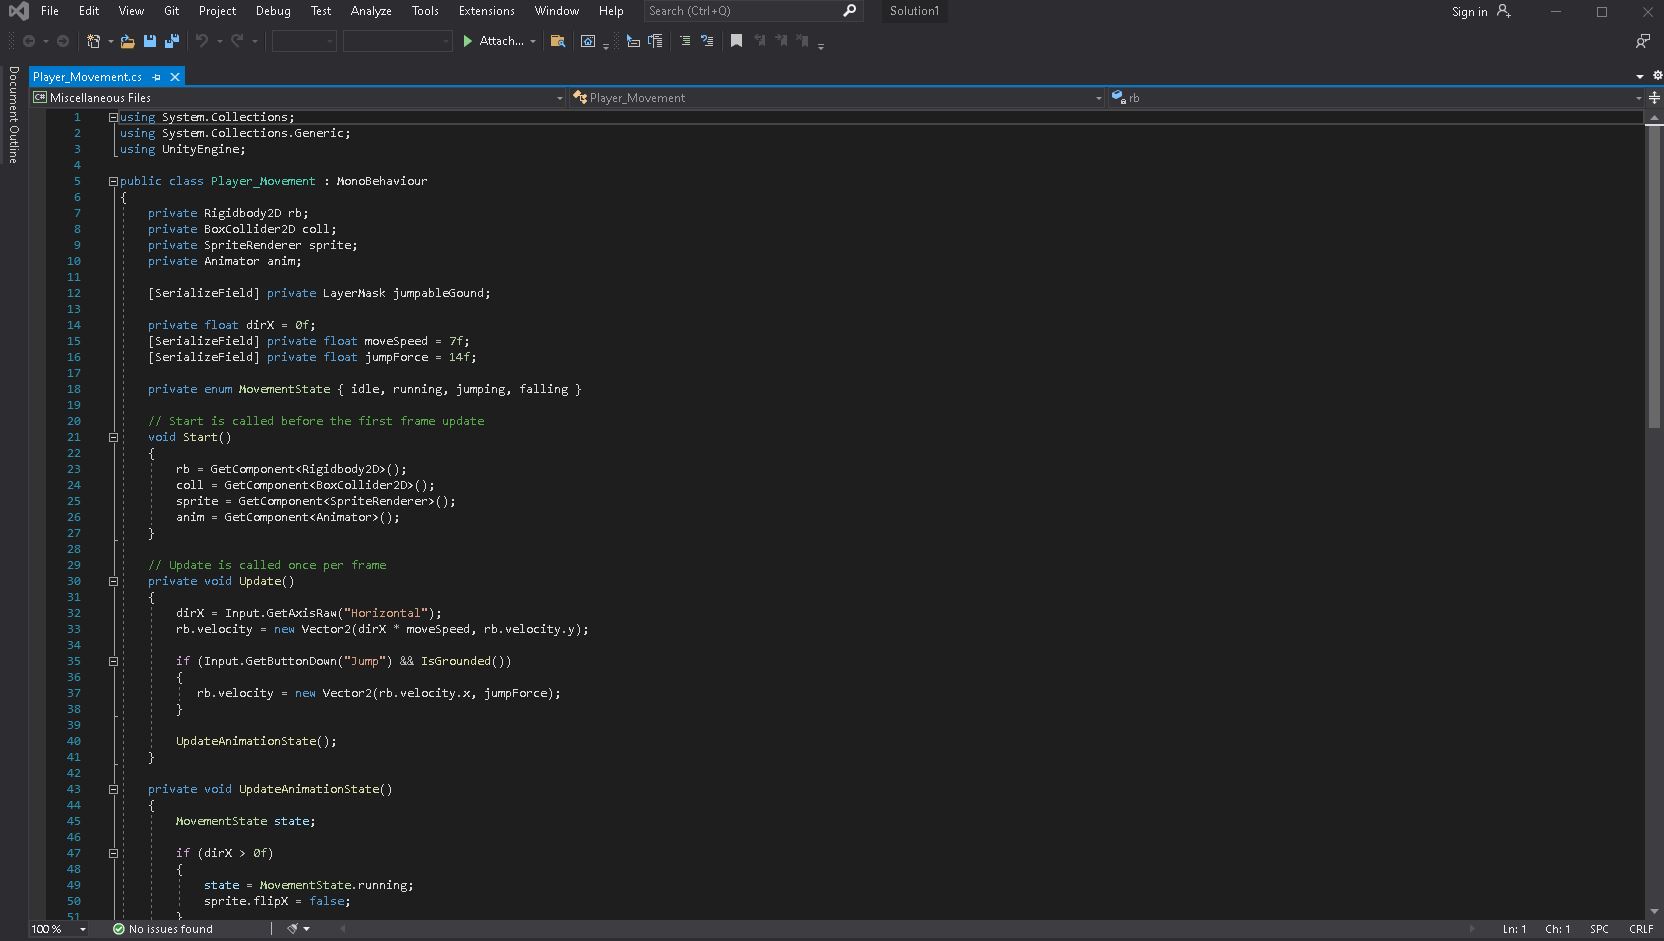 File Edit View Git Project Debug Test Analyze Tools Extensions Window Help Search (Ctrl+Q) Solution1 Sign in
Attach...
Document Outline
Player_Movement.cs
C# Miscellaneous Files Player_Movement rb
1 using System.Collections;
2 using System.Collections.Generic;
3 using UnityEngine;
4
5 public class Player_Movement : MonoBehaviour
6 {
7 private Rigidbody2D rb;
8 private BoxCollider2D coll;
9 private SpriteRenderer sprite;
10 private Animator anim;
11
12 [SerializeField] private LayerMask jumpableGound;
13
14 private float dirX = 0f;
15 [SerializeField] private float moveSpeed = 7f;
16 [SerializeField] private float jumpForce = 14f;
17
18 private enum MovementState { idle, running, jumping, falling }
19
20 // Start is called before the first frame update
21 void Start()
22 {
23 rb = GetComponent<Rigidbody2D>();
24 coll = GetComponent<BoxCollider2D>();
25 sprite = GetComponent<SpriteRenderer>();
26 anim = GetComponent<Animator>();
27 }
28
29 // Update is called once per frame
30 private void Update()
31 {
32 dirX = Input.GetAxisRaw("Horizontal");
33 rb.velocity = new Vector2(dirX * moveSpeed, rb.velocity.y);
34
35 if (Input.GetButtonDown("Jump") && IsGrounded())
36 {
37 rb.velocity = new Vector2(rb.velocity.x, jumpForce);
38 }
39
40 UpdateAnimationState();
41 }
42
43 private void UpdateAnimationState()
44 {
45 MovementState state;
46
47 if (dirX > 0f)
48 {
49 state = MovementState.running;
50 sprite.flipX = false;
51 }
100 % No issues found Ln: 1 Ch: 1 SPC CRLF